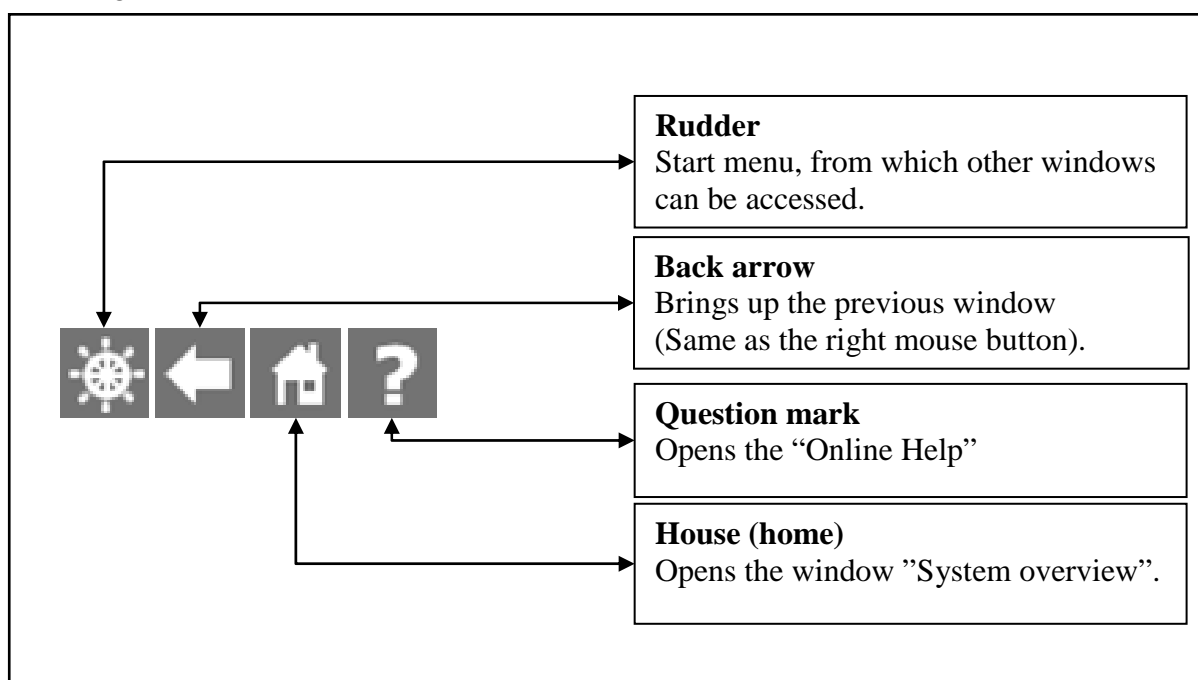 Rudder
Start menu, from which other windows
can be accessed.
Back arrow
Brings up the previous window
(Same as the right mouse button).
?
Question mark
Opens the “Online Help”
House (home)
Opens the window ”System overview”.